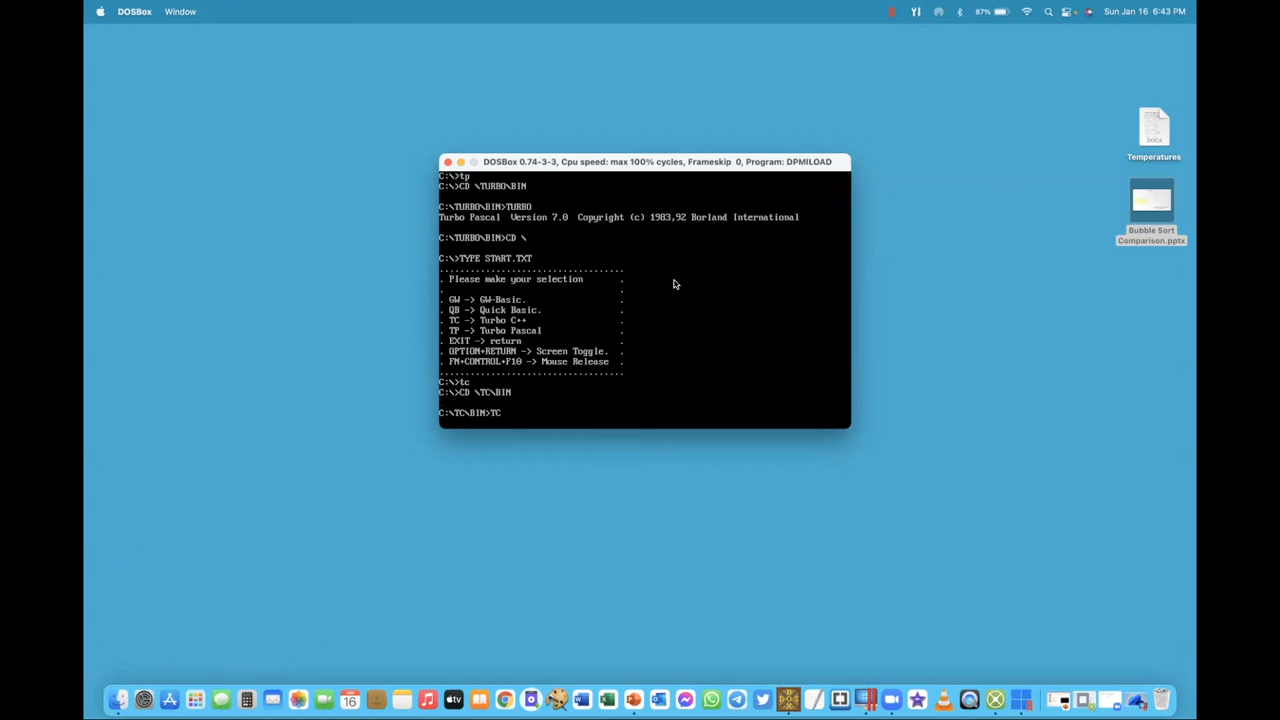 DOSBox Window 87% Sun Jan 16 6:43 PM
DOSBox 0.74-3-3, Cpu speed: max 100% cycles, Frameskip 0, Program: DPMILOAD
C:\>tp
C:\>CD \TURBO\BIN
C:\TURBO\BIN>TURBO
Turbo Pascal Version 7.0 Copyright (c) 1983,92 Borland International
C:\TURBO\BIN>CD \
C:\>TYPE START.TXT
....................................
. Please make your selection .
. .
. GW -> GW-Basic. .
. QB -> Quick Basic. .
. TC -> Turbo C++ .
. TP -> Turbo Pascal .
. EXIT -> return .
. OPTION+RETURN -> Screen Toggle. .
. FN+CONTROL+F10 -> Mouse Release .
....................................
C:\>tc
C:\>CD \TC\BIN
C:\TC\BIN>TC
DOCX
Temperatures
Bubble Sort
Comparison.pptx
16
tv